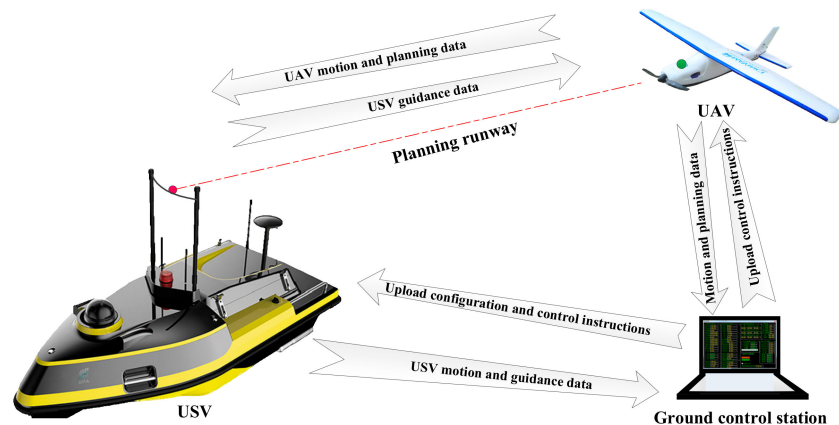 UAV motion and planning data
USV guidance data
UAV
Planning runway
Motion and planning data
Upload control instructions
Upload configuration and control instructions
USV motion and guidance data
USV
Ground control station